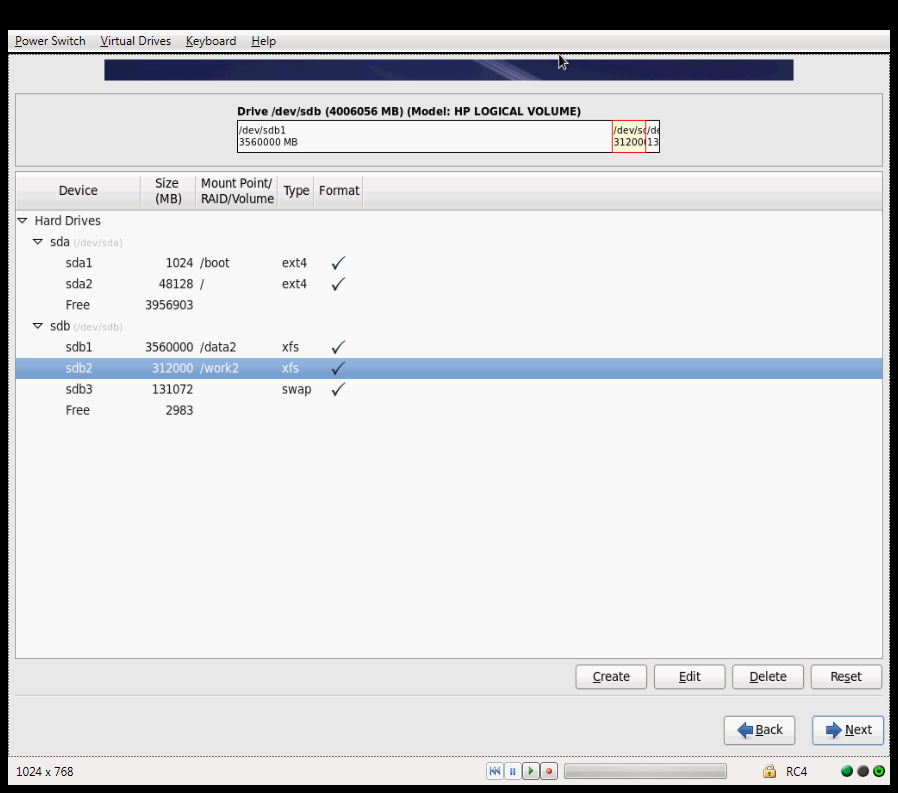 Power Switch Virtual Drives Keyboard Help
Drive /dev/sdb (4006056 MB) (Model: HP LOGICAL VOLUME)
/dev/sdb1 /dev/sd /de
3560000 MB 31200 13
Device Size (MB) Mount Point/ RAID/Volume Type Format
Hard Drives
sda (/dev/sda)
sda1 1024 /boot ext4
sda2 48128 / ext4
Free 3956903
sdb (/dev/sdb)
sdb1 3560000 /data2 xfs
sdb2 312000 /work2 xfs
sdb3 131072 swap
Free 2983
Create Edit Delete Reset
Back Next
1024 x 768 RC4